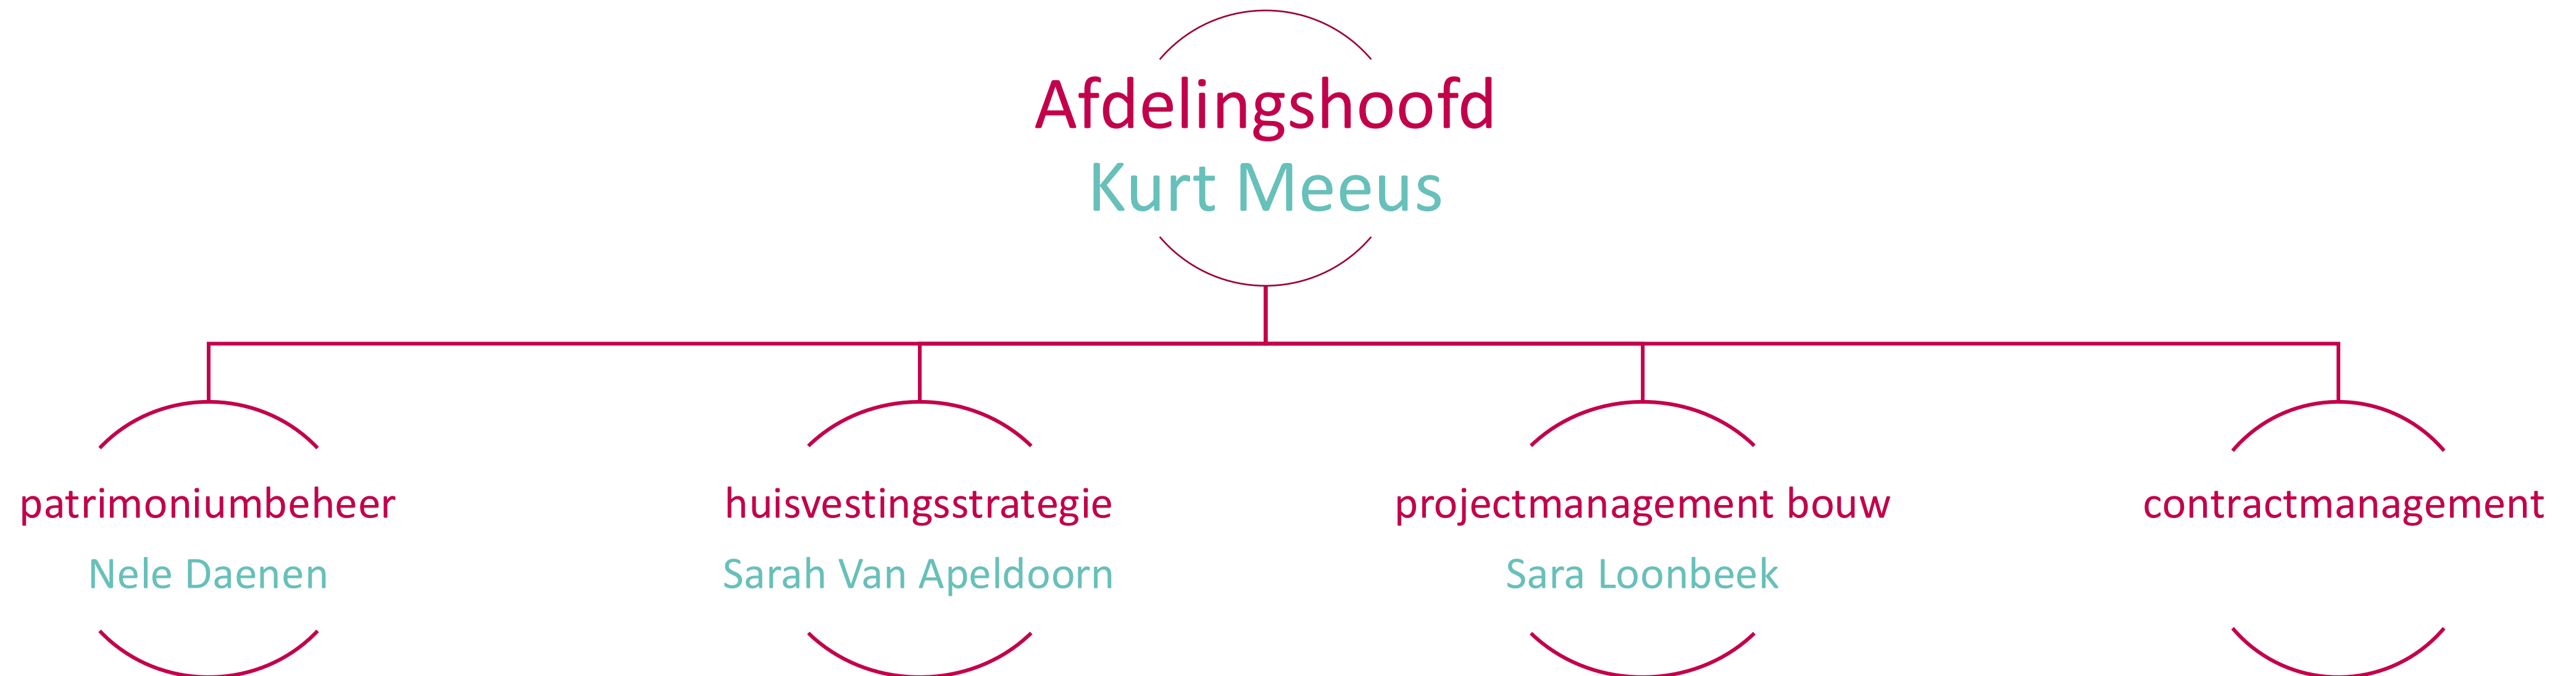 Afdelingshoofd
Kurt Meeus
patrimoniumbeheer
Nele Daenen
huisvestingsstrategie
Sarah Van Apeldoorn
projectmanagement bouw
Sara Loonbeek
contractmanagement